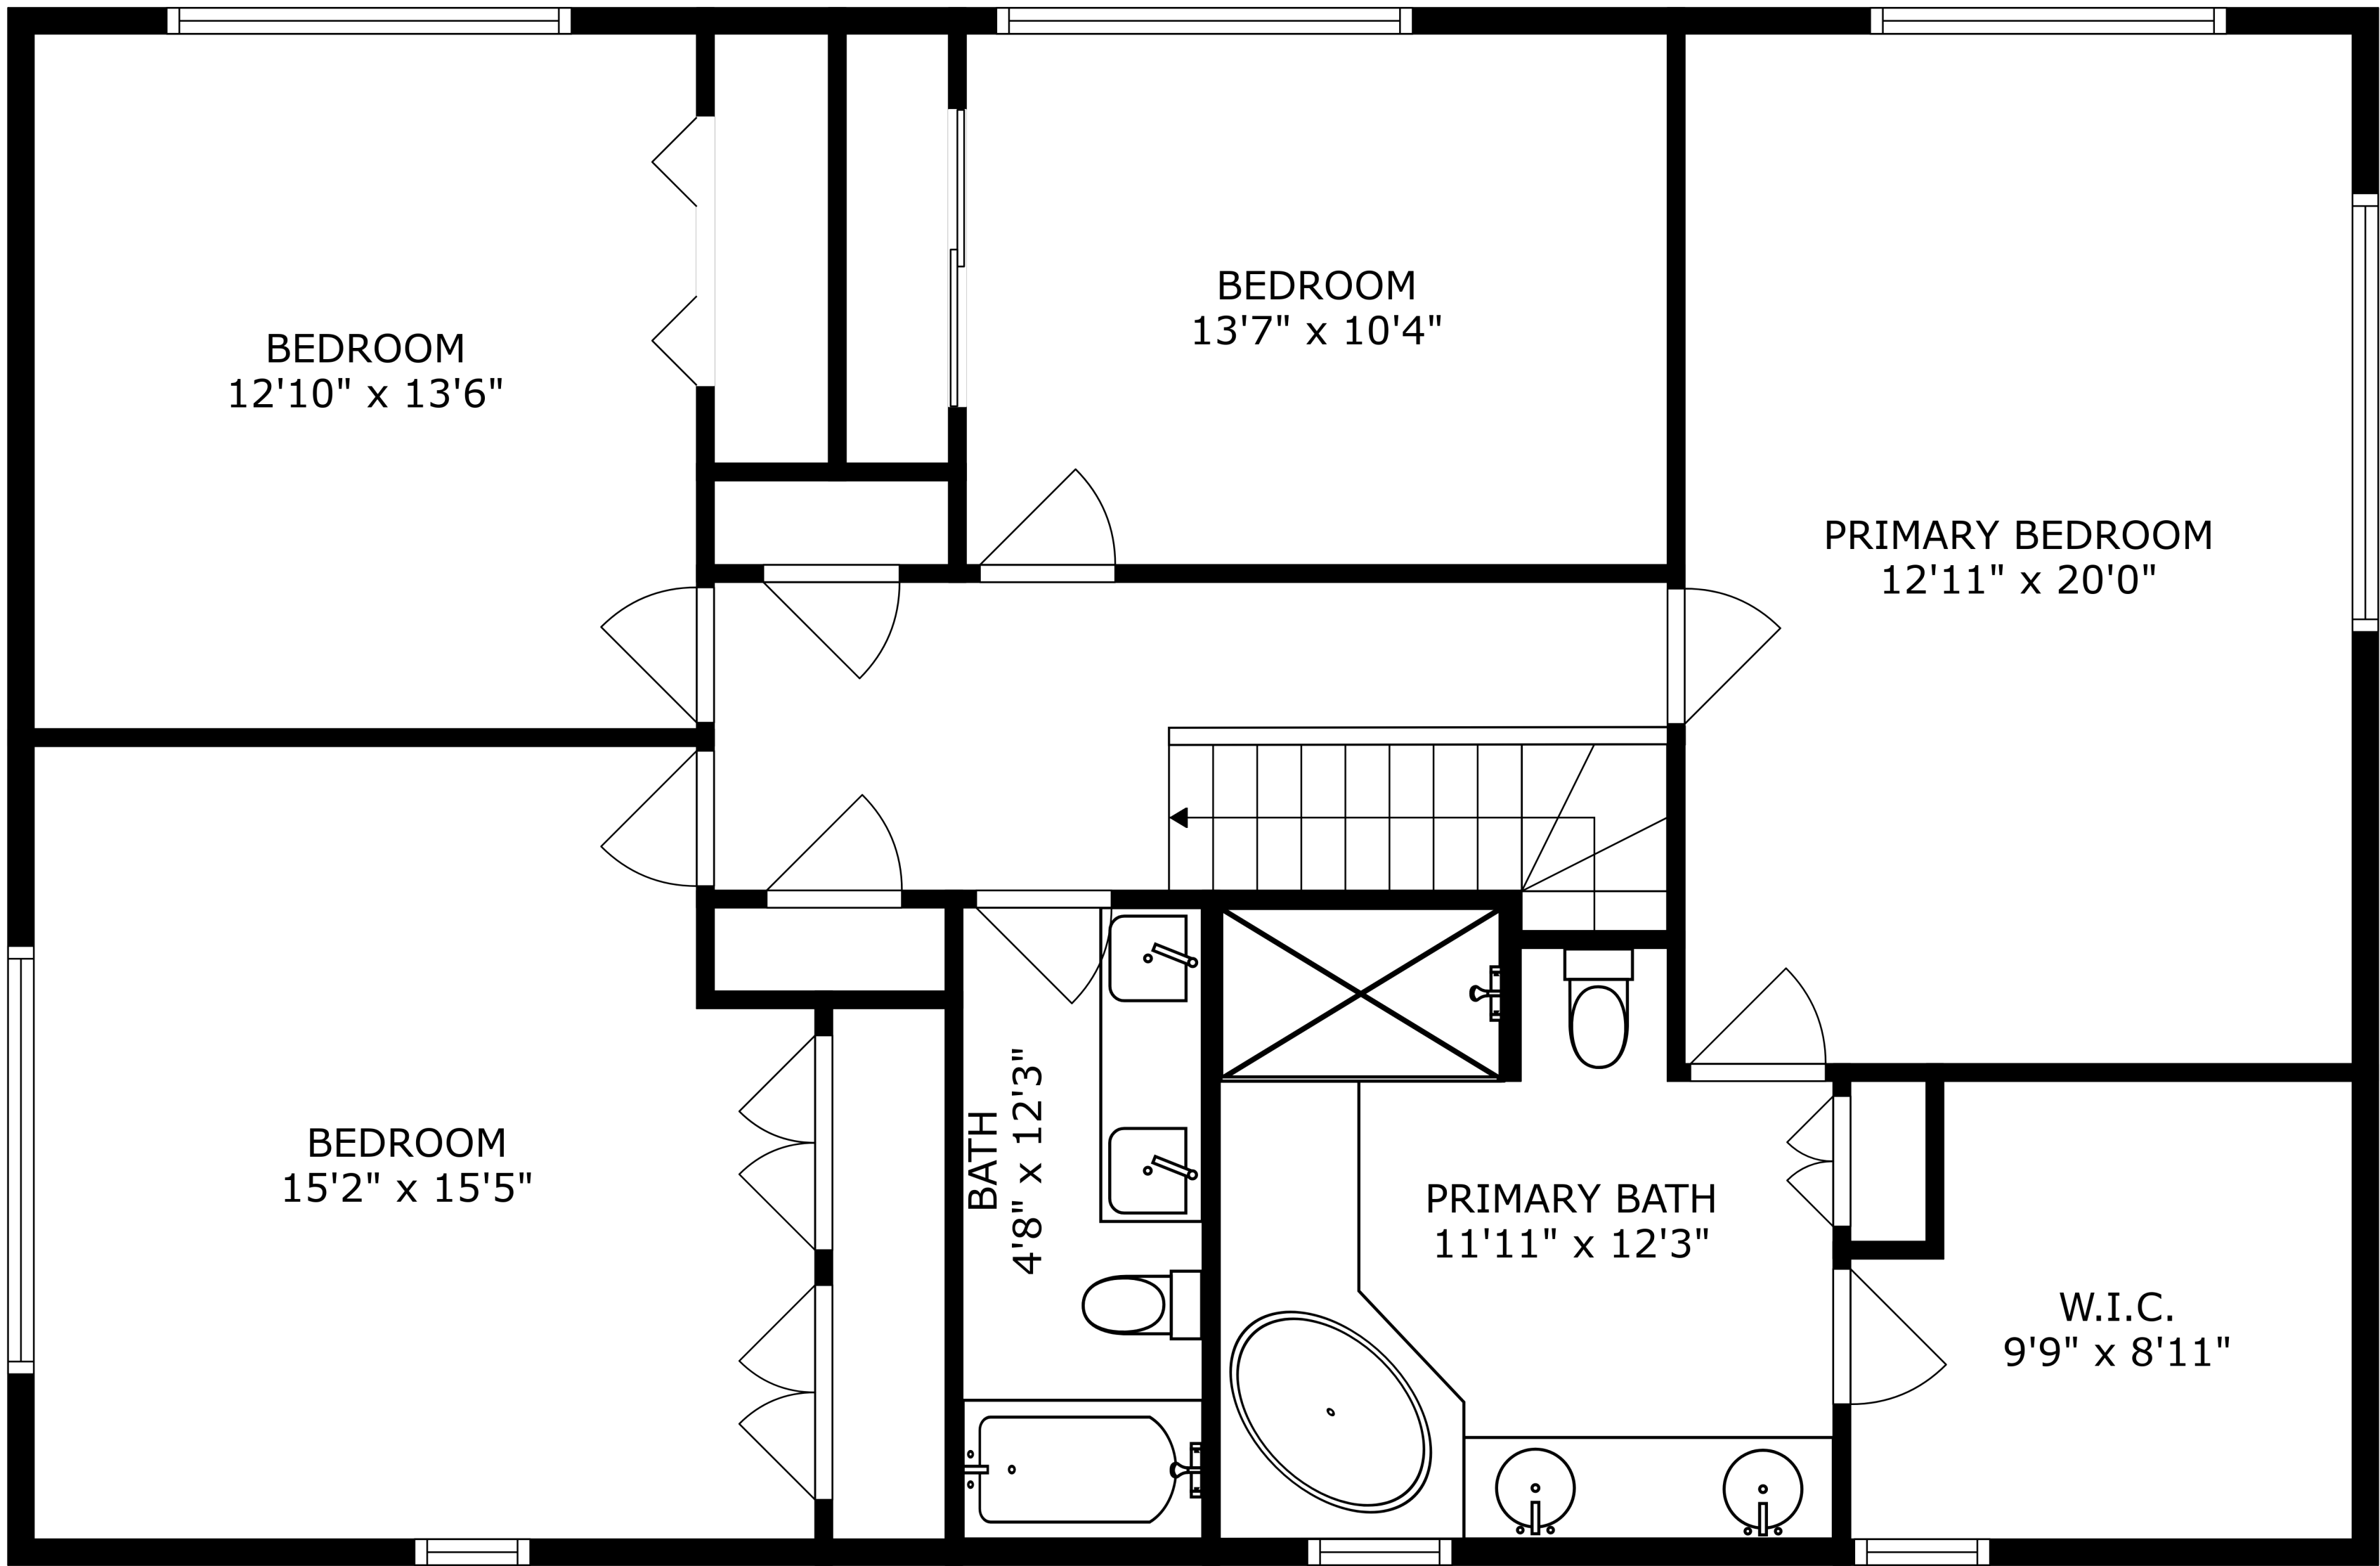 BEDROOM
12'10" x 13'6"
BEDROOM
13'7" x 10'4"
PRIMARY BEDROOM
12'11" x 20'0"
BEDROOM
15'2" x 15'5"
BATH
4'8" x 12'3"
PRIMARY BATH
11'11" x 12'3"
W.I.C.
9'9" x 8'11"